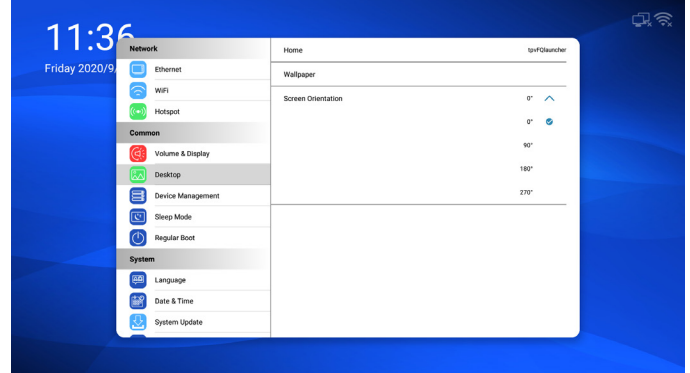 11:36
Friday 2020/9/
Network
Ethernet
WiFi
Hotspot
Common
Volume & Display
Desktop
Device Management
Sleep Mode
Regular Boot
System
Language
Date & Time
System Update
Home tpvFQlauncher
Wallpaper
Screen Orientation 0°
0°
90°
180°
270°